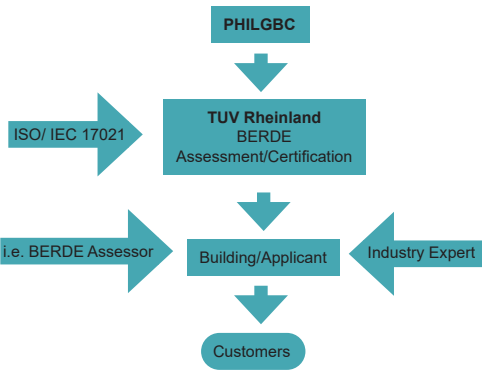 PHILGBC
TUV Rheinland
BERDE
Assessment/Certification
ISO/ IEC 17021
i.e. BERDE Assessor
Building/Applicant
Industry Expert
Customers